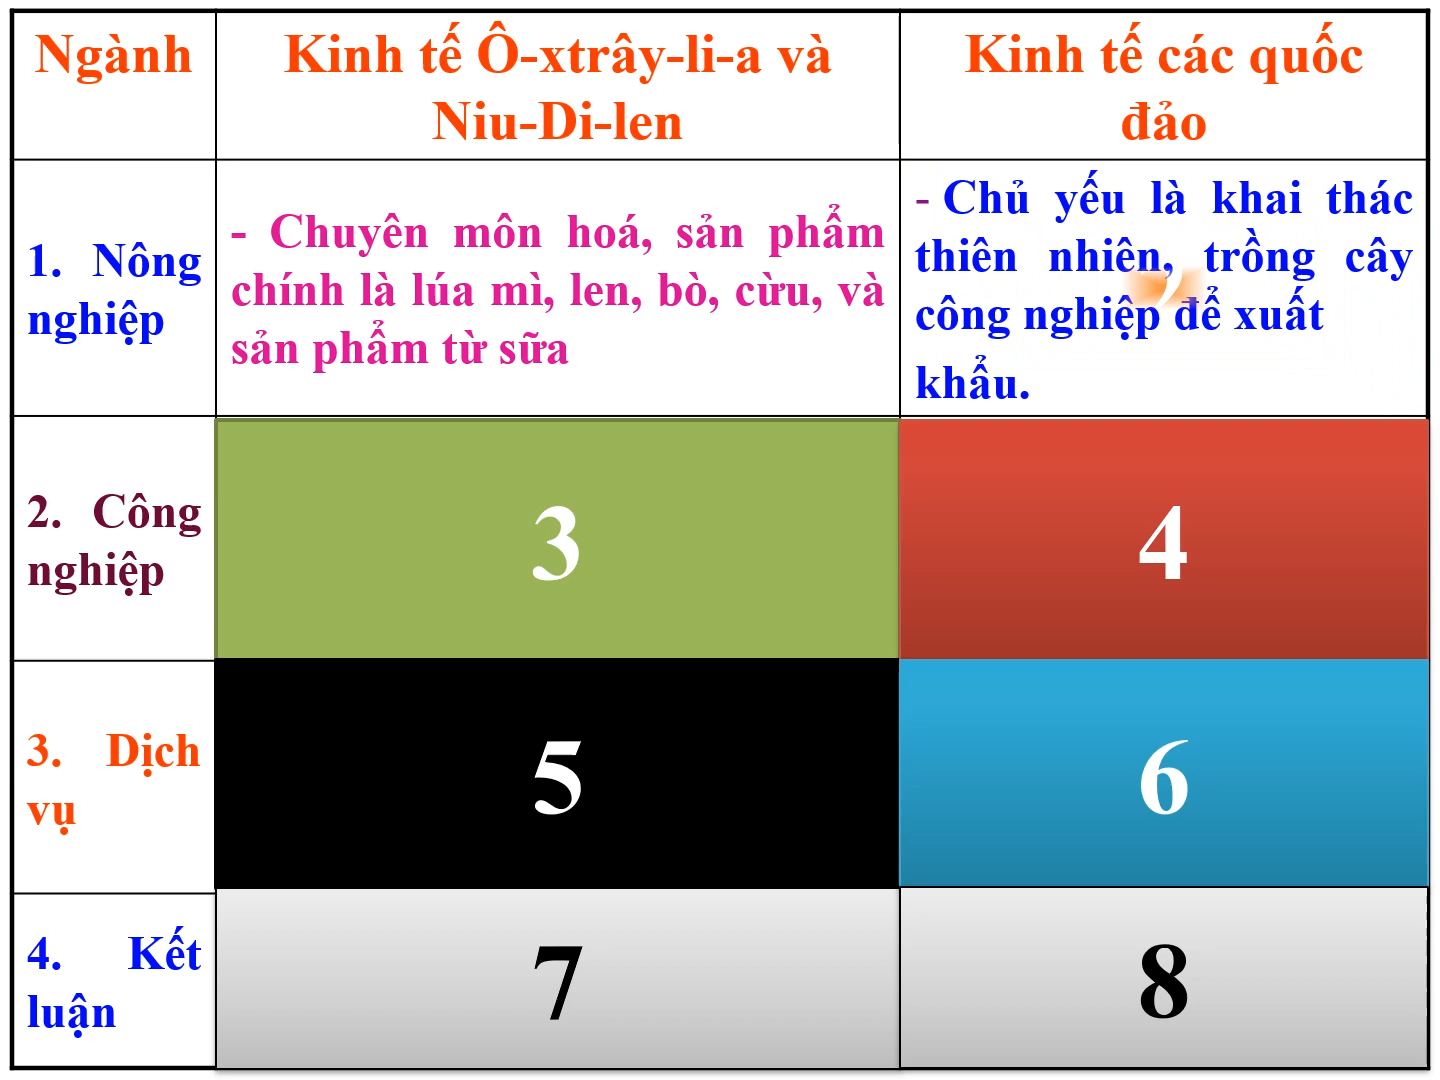 Ngành
Kinh tế Ô-xtrây-li-a và
Niu-Di-len
Kinh tế các quốc
đảo
1. Nông
nghiệp
- Chuyên môn hoá, sản phẩm
chính là lúa mì, len, bò, cừu, và
sản phẩm từ sữa
- Chủ yếu là khai thác
thiên nhiên, trồng cây
công nghiệp để xuất
khẩu.
2. Công
nghiệp
3
4
3. Dịch
vụ
5
6
4. Kết
luận
7
8